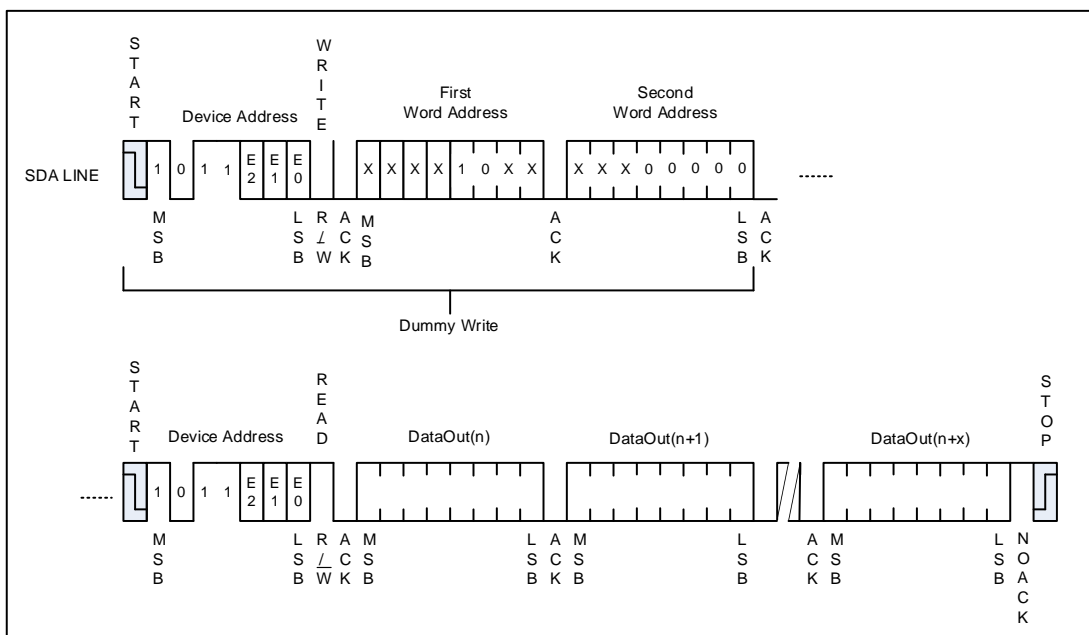 START
WRITE
Device Address
First
Word Address
Second
Word Address
SDA LINE
1 0 1 1 E2 E1 E0
X X X X 1 0 X X
X X X 0 0 0 0 0
......
MSB
LSB
R/W
ACK
MSB
ACK
LSB
ACK
Dummy Write
START
READ
STOP
Device Address
DataOut(n)
DataOut(n+1)
DataOut(n+x)
......
1 0 1 1 E2 E1 E0
MSB
LSB
R/W
ACK
MSB
LSB
ACK
MSB
LSB
ACK
MSB
LSB
NOACK